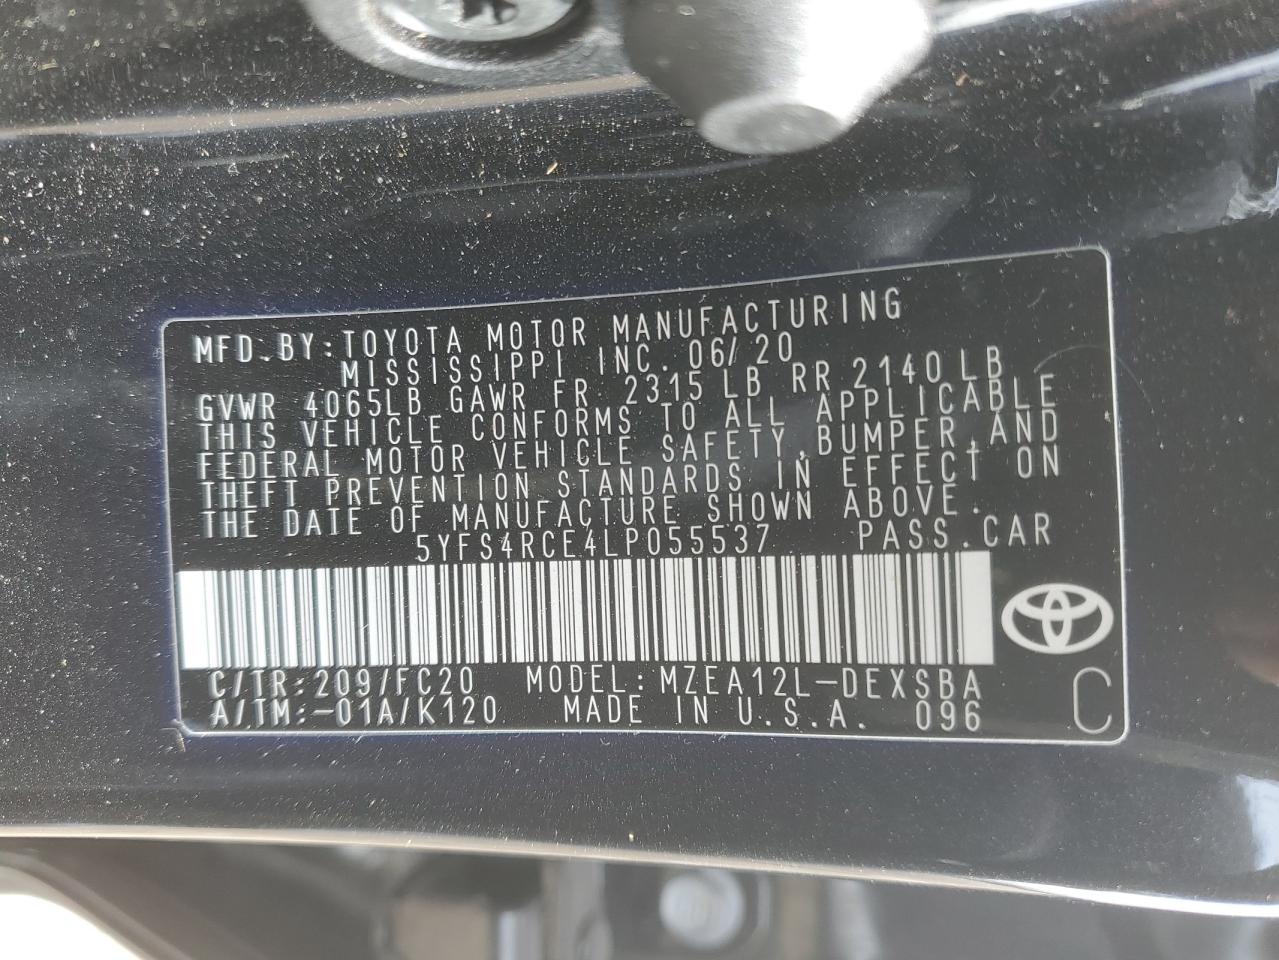 MFD.BY:TOYOTA MOTOR MANUFACTURING
MISSISSIPPI INC. 06/20
GVWR 4065LB GAWR FR 2315 LB RR 2140 LB
THIS VEHICLE CONFORMS TO ALL APPLICABLE
FEDERAL MOTOR VEHICLE SAFETY,BUMPER,AND
THEFT PREVENTION STANDARDS IN EFFECT ON
THE DATE OF MANUFACTURE SHOWN ABOVE.
5YFS4RCE4LP055537 PASS.CAR
C/TR:209/FC20 MODEL:MZEA12L-DEXSBA
A/TM:-01A/K120 MADE IN U.S.A. 096
C